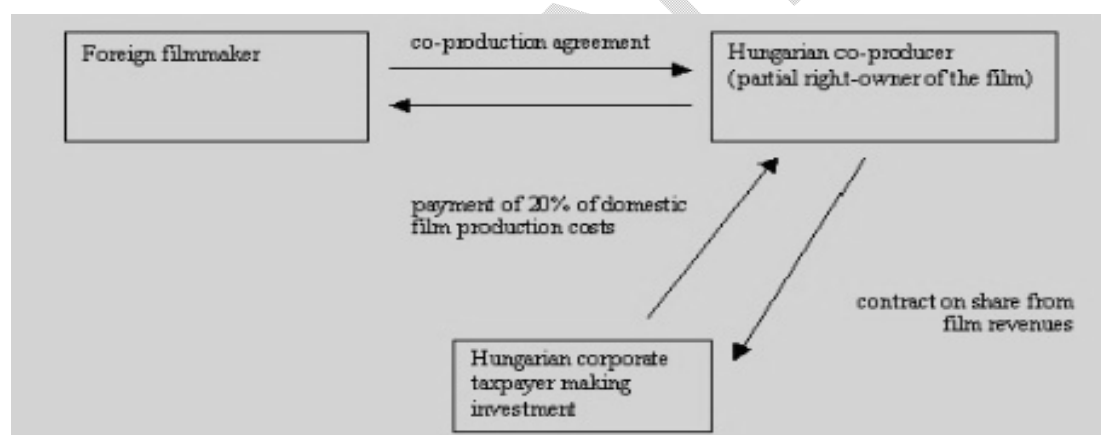 Foreign filmmaker
co-production agreement
Hungarian co-producer
(partial right-owner of the film)
payment of 20% of domestic
film production costs
contract on share from
film revenues
Hungarian corporate
taxpayer making
investment